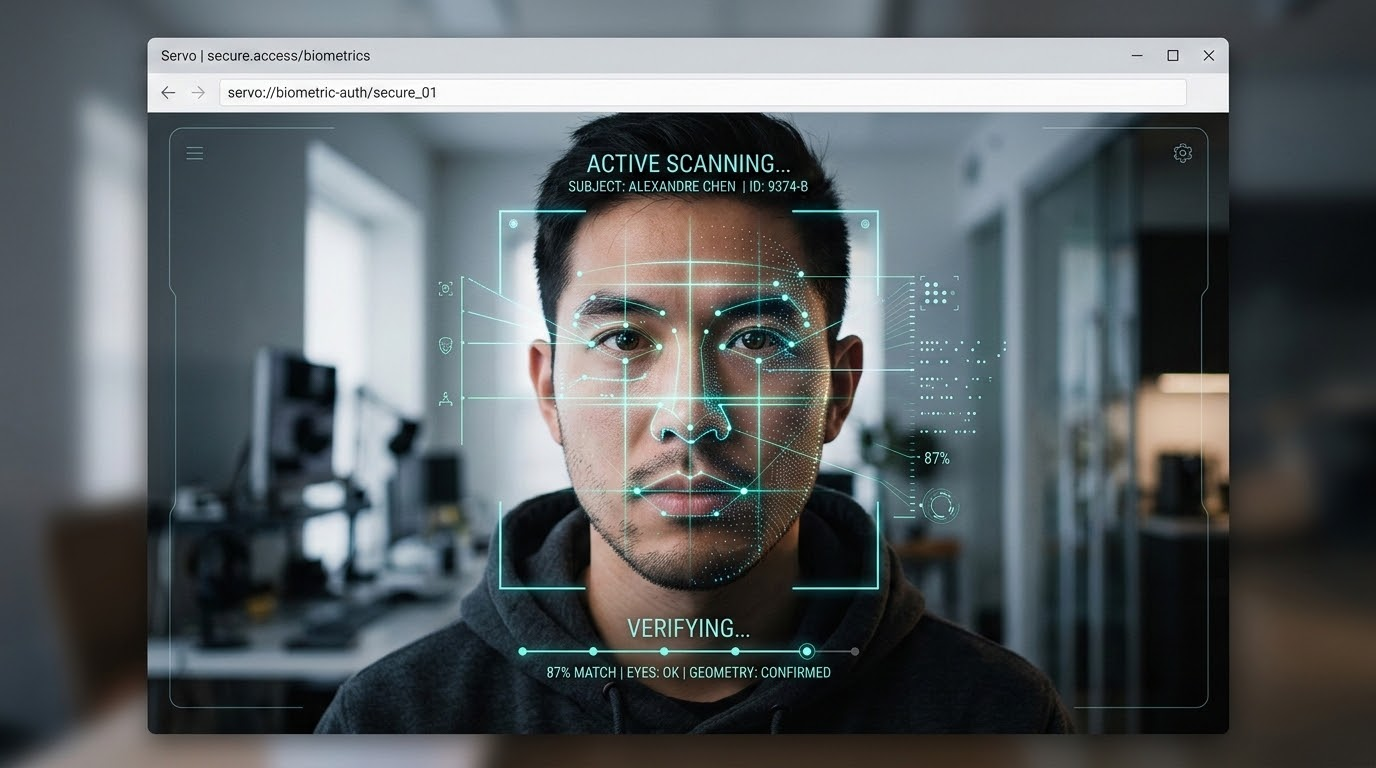 Servo | secure.access/biometrics
servo://biometric-auth/secure_01
ACTIVE SCANNING...
SUBJECT: ALEXANDRE CHEN | ID: 9374-B
87%
VERIFYING...
87% MATCH | EYES: OK | GEOMETRY: CONFIRMED